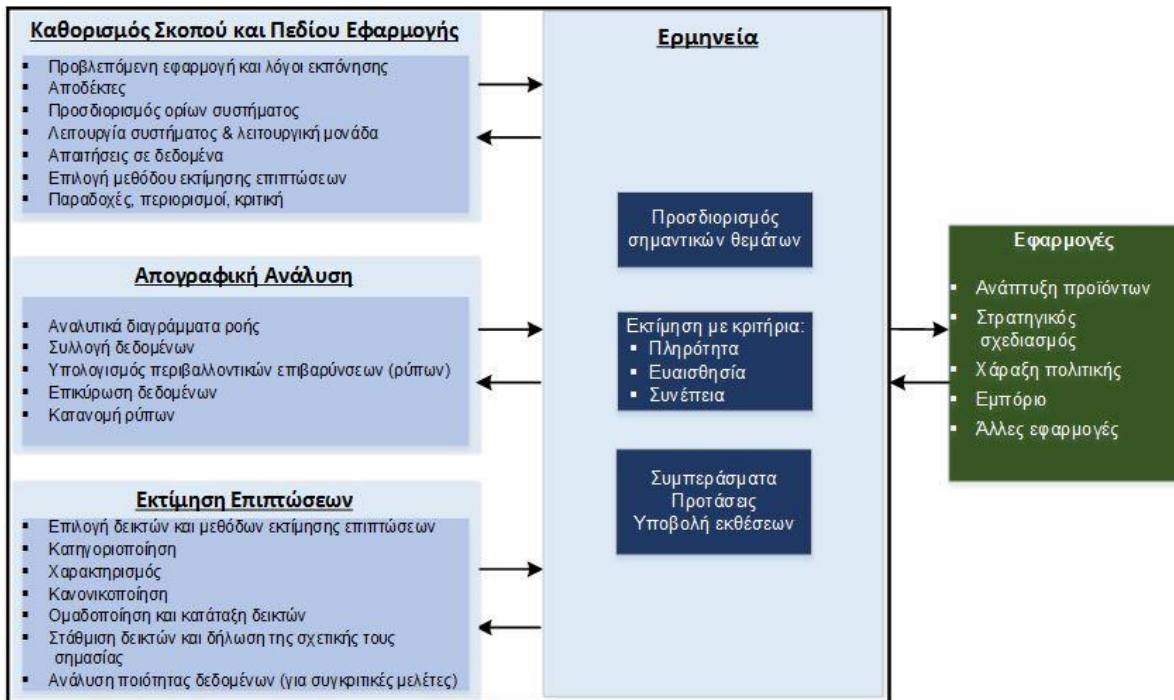 Καθορισμός Σκοπού και Πεδίου Εφαρμογής
▪ Προβλεπόμενη εφαρμογή και λόγοι εκπόνησης
▪ Αποδέκτες
▪ Προσδιορισμός ορίων συστήματος
▪ Λειτουργία συστήματος & λειτουργική μονάδα
▪ Απαιτήσεις σε δεδομένα
▪ Επιλογή μεθόδου εκτίμησης επιπτώσεων
▪ Παραδοχές, περιορισμοί, κριτική
Απογραφική Ανάλυση
▪ Αναλυτικά διαγράμματα ροής
▪ Συλλογή δεδομένων
▪ Υπολογισμός περιβαλλοντικών επιβαρύνσεων (ρύπων)
▪ Επικύρωση δεδομένων
▪ Κατανομή ρύπων
Εκτίμηση Επιπτώσεων
▪ Επιλογή δεικτών και μεθόδων εκτίμησης επιπτώσεων
▪ Κατηγοριοποίηση
▪ Χαρακτηρισμός
▪ Κανονικοποίηση
▪ Ομαδοποίηση και κατάταξη δεικτών
▪ Στάθμιση δεικτών και δήλωση της σχετικής τους
σημασίας
▪ Ανάλυση ποιότητας δεδομένων (για συγκριτικές μελέτες)
Ερμηνεία
Προσδιορισμός
σημαντικών θεμάτων
Εκτίμηση με κριτήρια:
▪ Πληρότητα
▪ Ευαισθησία
▪ Συνέπεια
Συμπεράσματα
Προτάσεις
Υποβολή εκθέσεων
Εφαρμογές
▪ Ανάπτυξη προϊόντων
▪ Στρατηγικός
σχεδιασμός
▪ Χάραξη πολιτικής
▪ Εμπόριο
▪ Άλλες εφαρμογές